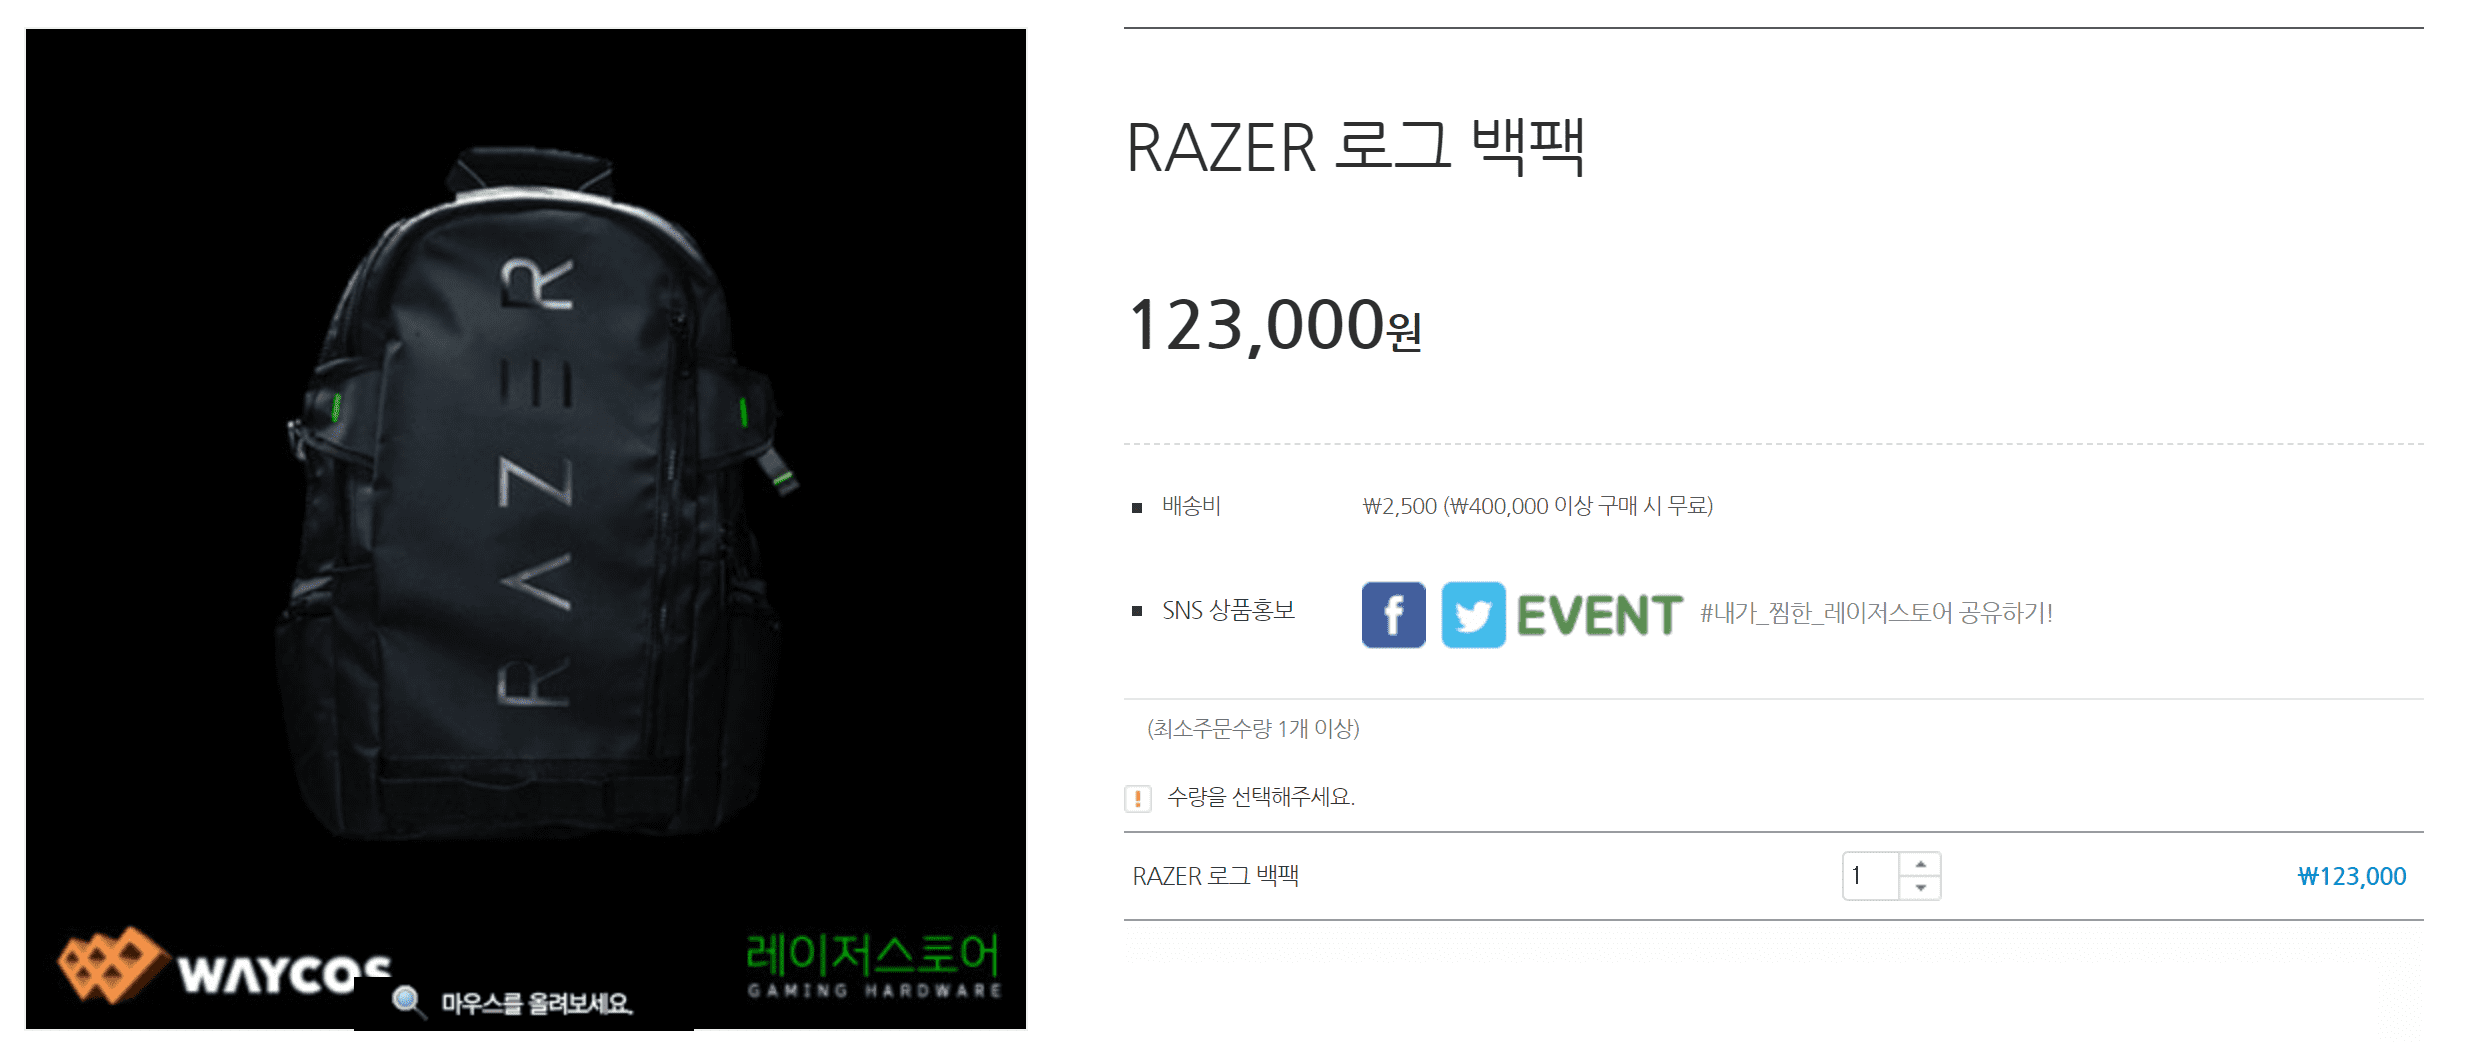 RAZER
WAYCOS
마우스를 올려보세요.
레이저스토어
GAMING HARDWARE
RAZER 로그 백팩
123,000원
배송비 ₩2,500 (₩400,000 이상 구매 시 무료)
SNS 상품홍보 f EVENT #내가_찜한_레이저스토어 공유하기!
(최소주문수량 1개 이상)
! 수량을 선택해주세요.
RAZER 로그 백팩 1 ₩123,000